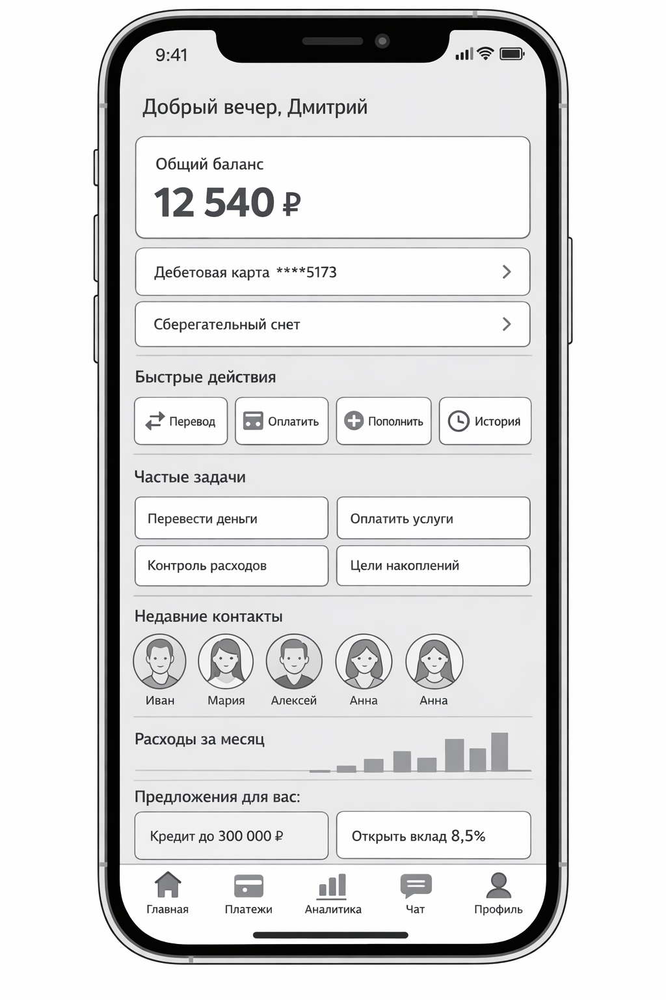 9:41
Добрый вечер, Дмитрий
Общий баланс
12 540 ₽
Дебетовая карта ****5173
Сберегательный снет
Быстрые действия
Перевод Оплатить Пополнить История
Частые задачи
Перевести деньги Оплатить услуги
Контроль расходов Цели накоплений
Недавние контакты
Иван Мария Алексей Анна Анна
Расходы за месяц
Предложения для вас:
Кредит до 300 000 ₽ Открыть вклад 8,5%
Главная Платежи Аналитика Чат Профиль